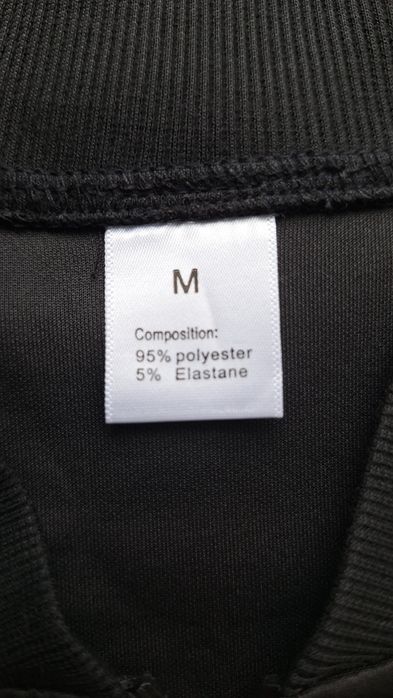 M
Composition:
95% polyester
5% Elastane